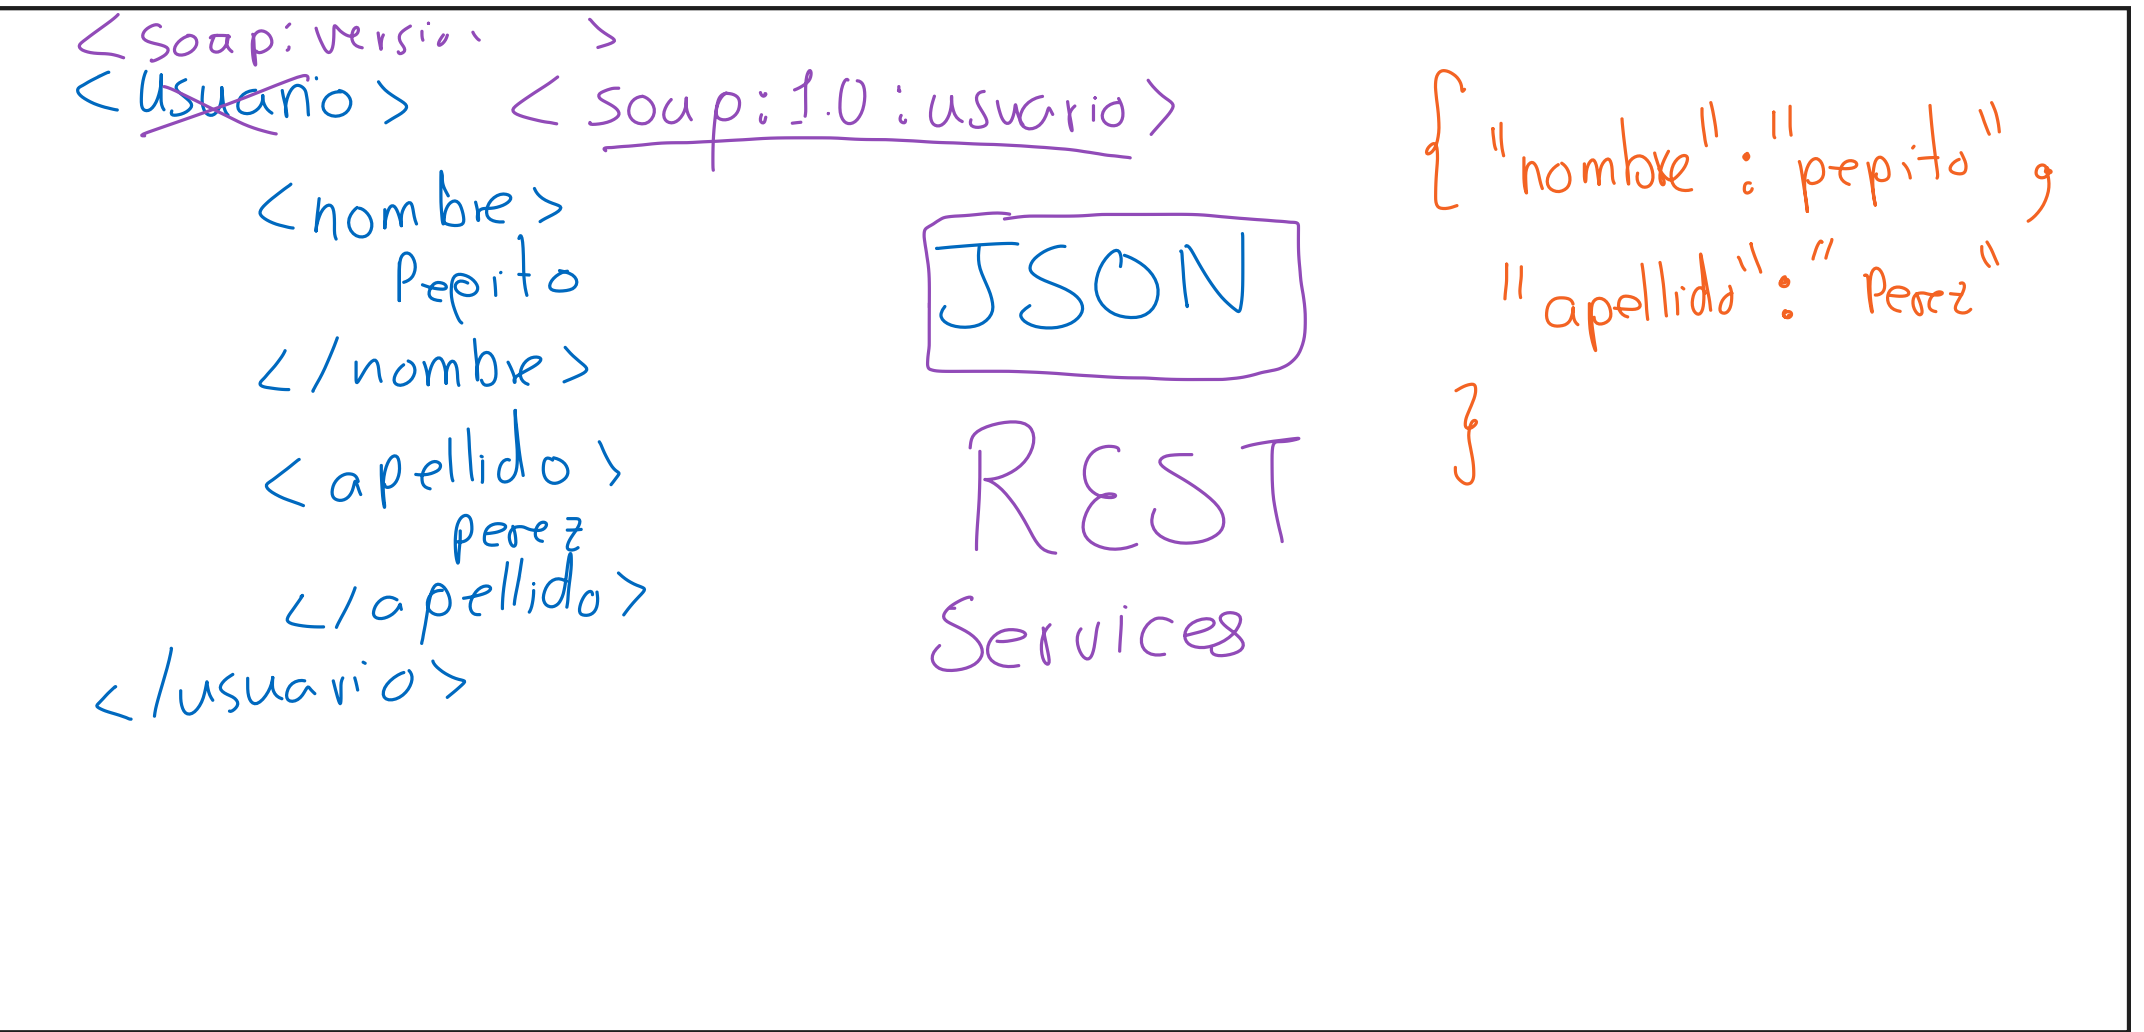 <soap:version >
<usuario> <soap:1.0:usuario>
<nombre>
Pepito
</nombre>
<apellido>
perez
</apellido>
</usuario>
JSON
REST
Services
{ "nombre":"pepito",
"apellido":"Perez"
}